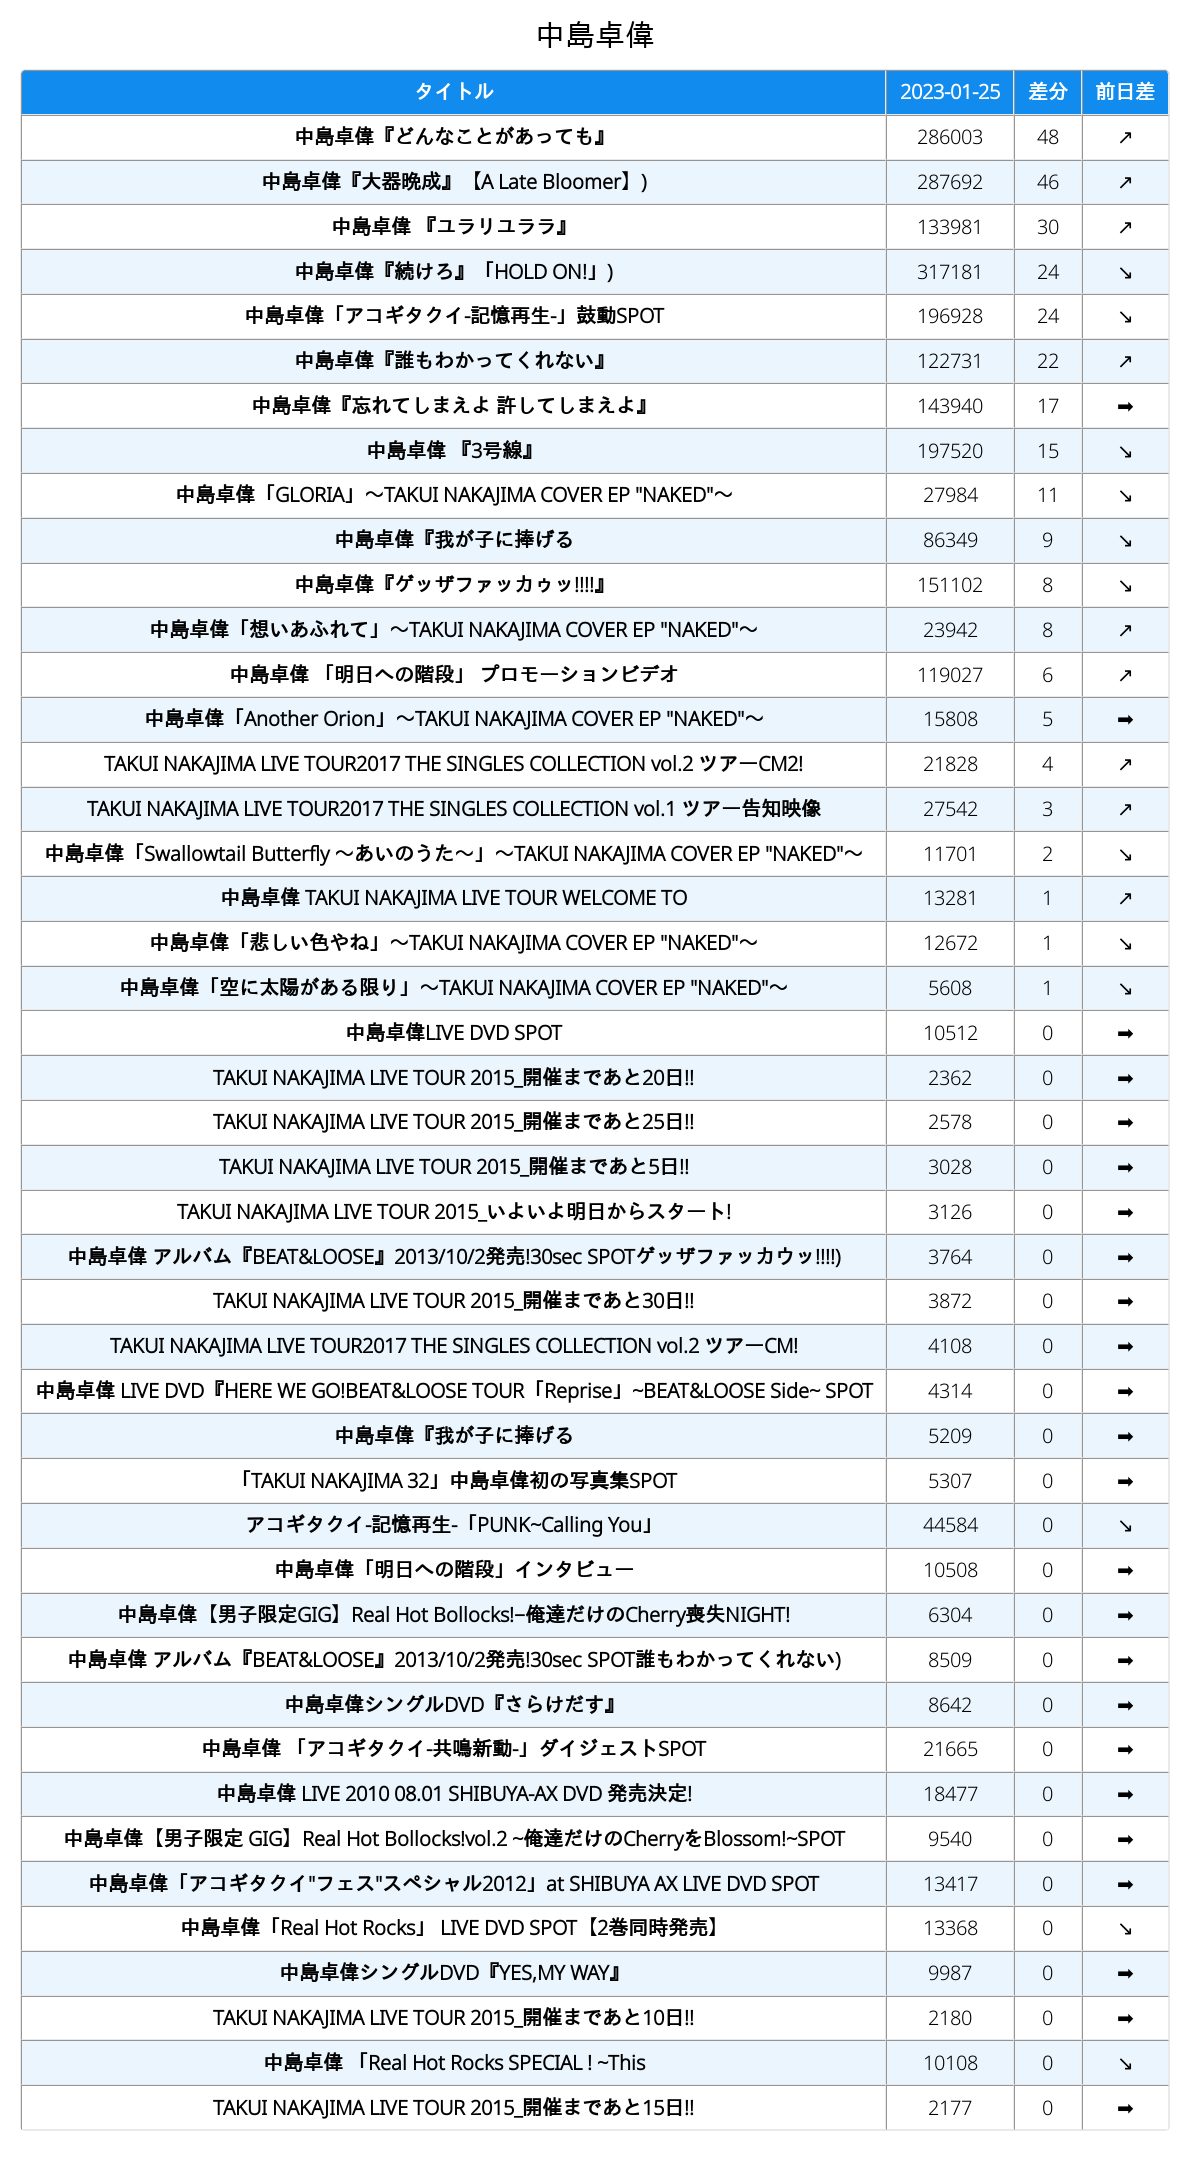 中島卓偉
タイトル 2023-01-25 差分 前日差
中島卓偉『どんなことがあっても』 286003 48 ↗
中島卓偉『大器晩成』【A Late Bloomer】) 287692 46 ↗
中島卓偉 『ユラリユララ』 133981 30 ↗
中島卓偉『続けろ』「HOLD ON!」) 317181 24 ↘
中島卓偉「アコギタクイ-記憶再生-」鼓動SPOT 196928 24 ↘
中島卓偉『誰もわかってくれない』 122731 22 ↗
中島卓偉『忘れてしまえよ 許してしまえよ』 143940 17 ➡
中島卓偉 『3号線』 197520 15 ↘
中島卓偉「GLORIA」～TAKUI NAKAJIMA COVER EP "NAKED"～ 27984 11 ↘
中島卓偉『我が子に捧げる 86349 9 ↘
中島卓偉『ゲッザファッカゥッ!!!!』 151102 8 ↘
中島卓偉「想いあふれて」～TAKUI NAKAJIMA COVER EP "NAKED"～ 23942 8 ↗
中島卓偉 「明日への階段」 プロモーションビデオ 119027 6 ↗
中島卓偉「Another Orion」～TAKUI NAKAJIMA COVER EP "NAKED"～ 15808 5 ➡
TAKUI NAKAJIMA LIVE TOUR2017 THE SINGLES COLLECTION vol.2 ツアーCM2! 21828 4 ↗
TAKUI NAKAJIMA LIVE TOUR2017 THE SINGLES COLLECTION vol.1 ツアー告知映像 27542 3 ↗
中島卓偉「Swallowtail Butterfly ～あいのうた～」～TAKUI NAKAJIMA COVER EP "NAKED"～ 11701 2 ↘
中島卓偉 TAKUI NAKAJIMA LIVE TOUR WELCOME TO 13281 1 ↗
中島卓偉「悲しい色やね」～TAKUI NAKAJIMA COVER EP "NAKED"～ 12672 1 ↘
中島卓偉「空に太陽がある限り」～TAKUI NAKAJIMA COVER EP "NAKED"～ 5608 1 ↘
中島卓偉LIVE DVD SPOT 10512 0 ➡
TAKUI NAKAJIMA LIVE TOUR 2015_開催まであと20日!! 2362 0 ➡
TAKUI NAKAJIMA LIVE TOUR 2015_開催まであと25日!! 2578 0 ➡
TAKUI NAKAJIMA LIVE TOUR 2015_開催まであと5日!! 3028 0 ➡
TAKUI NAKAJIMA LIVE TOUR 2015_いよいよ明日からスタート! 3126 0 ➡
中島卓偉 アルバム『BEAT&LOOSE』2013/10/2発売!30sec SPOTゲッザファッカウッ!!!!) 3764 0 ➡
TAKUI NAKAJIMA LIVE TOUR 2015_開催まであと30日!! 3872 0 ➡
TAKUI NAKAJIMA LIVE TOUR2017 THE SINGLES COLLECTION vol.2 ツアーCM! 4108 0 ➡
中島卓偉 LIVE DVD『HERE WE GO!BEAT&LOOSE TOUR「Reprise」~BEAT&LOOSE Side~ SPOT 4314 0 ➡
中島卓偉『我が子に捧げる 5209 0 ➡
「TAKUI NAKAJIMA 32」中島卓偉初の写真集SPOT 5307 0 ➡
アコギタクイ-記憶再生-「PUNK~Calling You」 44584 0 ↘
中島卓偉「明日への階段」インタビュー 10508 0 ➡
中島卓偉【男子限定GIG】Real Hot Bollocks!−俺達だけのCherry喪失NIGHT! 6304 0 ➡
中島卓偉 アルバム『BEAT&LOOSE』2013/10/2発売!30sec SPOT誰もわかってくれない) 8509 0 ➡
中島卓偉シングルDVD『さらけだす』 8642 0 ➡
中島卓偉 「アコギタクイ-共鳴新動-」ダイジェストSPOT 21665 0 ➡
中島卓偉 LIVE 2010 08.01 SHIBUYA-AX DVD 発売決定! 18477 0 ➡
中島卓偉【男子限定 GIG】Real Hot Bollocks!vol.2 ~俺達だけのCherryをBlossom!~SPOT 9540 0 ➡
中島卓偉「アコギタクイ"フェス"スペシャル2012」at SHIBUYA AX LIVE DVD SPOT 13417 0 ➡
中島卓偉「Real Hot Rocks」 LIVE DVD SPOT【2巻同時発売】 13368 0 ↘
中島卓偉シングルDVD『YES,MY WAY』 9987 0 ➡
TAKUI NAKAJIMA LIVE TOUR 2015_開催まであと10日!! 2180 0 ➡
中島卓偉 「Real Hot Rocks SPECIAL ! ~This 10108 0 ↘
TAKUI NAKAJIMA LIVE TOUR 2015_開催まであと15日!! 2177 0 ➡